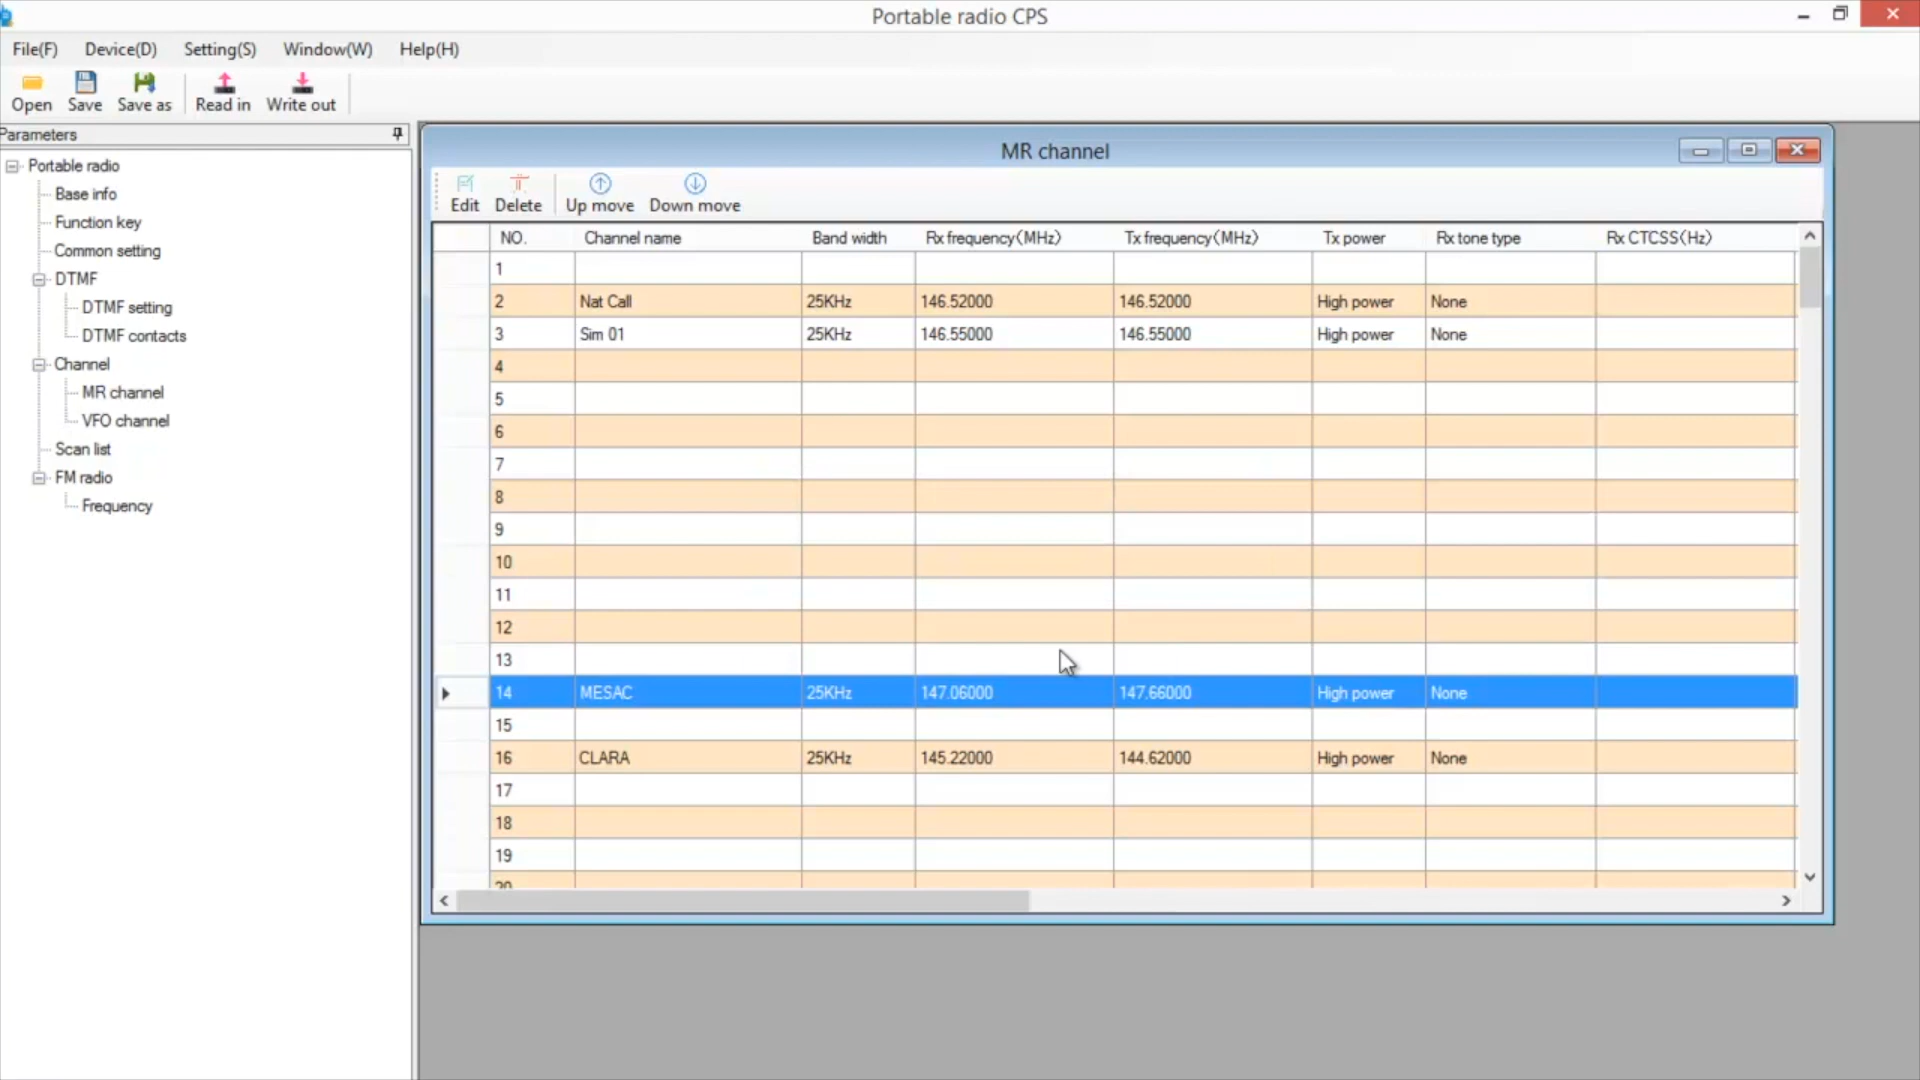 Portable radio CPS
File(F) Device(D) Setting(S) Window(W) Help(H)
Open Save Save as Read in Write out
Parameters
Portable radio
Base info
Function key
Common setting
DTMF
DTMF setting
DTMF contacts
Channel
MR channel
VFO channel
Scan list
FM radio
Frequency
MR channel
Edit Delete Up move Down move
NO. Channel name Band width Rx frequency(MHz) Tx frequency(MHz) Tx power Rx tone type Rx CTCSS(Hz)
1
2 Nat Call 25KHz 146.52000 146.52000 High power None
3 Sim 01 25KHz 146.55000 146.55000 High power None
4
5
6
7
8
9
10
11
12
13
14 MESAC 25KHz 147.06000 147.66000 High power None
15
16 CLARA 25KHz 145.22000 144.62000 High power None
17
18
19
20